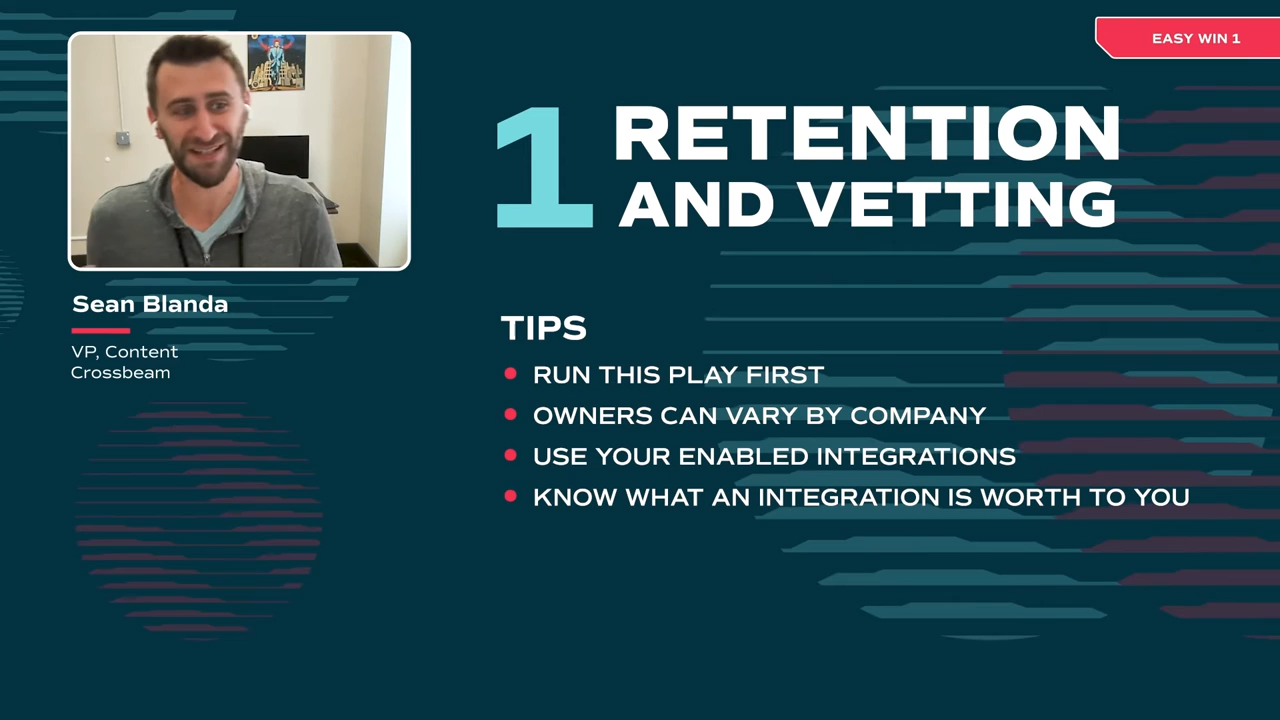 EASY WIN 1
1 RETENTION
AND VETTING
Sean Blanda
VP, Content
Crossbeam
TIPS
RUN THIS PLAY FIRST
OWNERS CAN VARY BY COMPANY
USE YOUR ENABLED INTEGRATIONS
KNOW WHAT AN INTEGRATION IS WORTH TO YOU